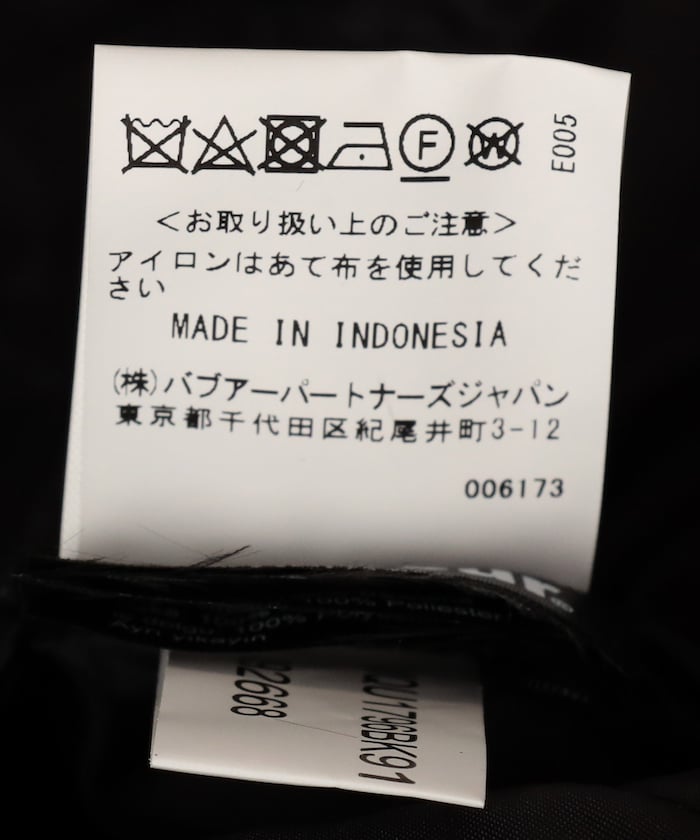 E005
F
W
<お取り扱い上のご注意>
アイロンはあて布を使用してくだ
さい
MADE IN INDONESIA
(株)バブアーパートナーズジャパン
東京都千代田区紀尾井町3-12
006173
100% Poliester
QU1796BK91